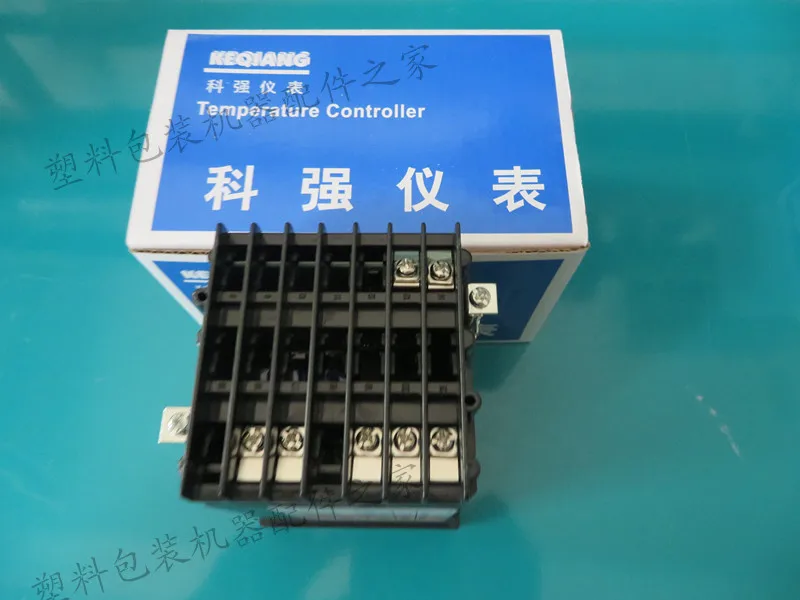 KEQIANG
科强仪表
Temperature Controller
科强仪表
塑料包装机器配件之家
KEQIANG
塑料包装机器配件之家